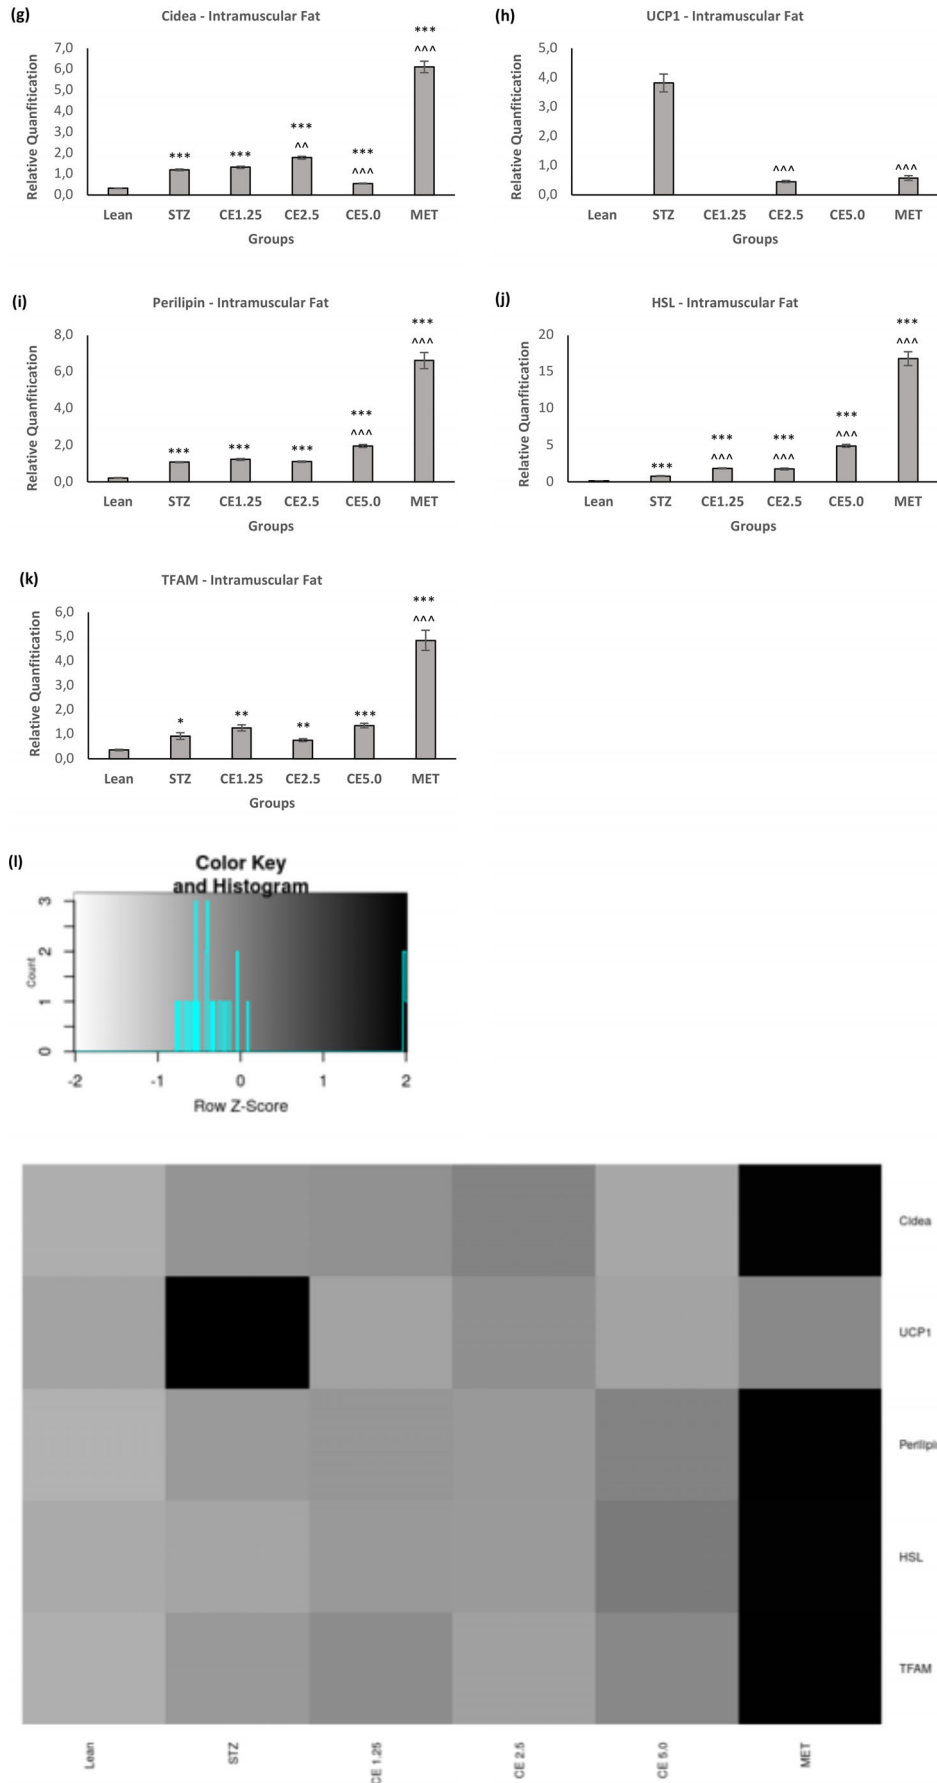 (g)
Cidea - Intramuscular Fat
Relative Quanfitication
7,0
6,0
5,0
4,0
3,0
2,0
1,0
0,0
***
***
***
^^
***
^^^
***
^^^
Lean STZ CE1.25 CE2.5 CE5.0 MET
Groups
(h)
UCP1 - Intramuscular Fat
Relative Quanfitication
5,0
4,0
3,0
2,0
1,0
0,0
^^^
^^^
Lean STZ CE1.25 CE2.5 CE5.0 MET
Groups
(i)
Perilipin - Intramuscular Fat
Relative Quanfitication
8,0
6,0
4,0
2,0
0,0
***
***
***
***
^^^
***
^^^
Lean STZ CE1.25 CE2.5 CE5.0 MET
Groups
(j)
HSL - Intramuscular Fat
Relative Quanfitication
20
15
10
5
0
***
***
^^^
***
^^^
***
^^^
***
^^^
Lean STZ CE1.25 CE2.5 CE5.0 MET
Groups
(k)
TFAM - Intramuscular Fat
Relative Quanfitication
6,0
5,0
4,0
3,0
2,0
1,0
0,0
*
**
**
***
***
^^^
Lean STZ CE1.25 CE2.5 CE5.0 MET
Groups
(l)
Color Key
and Histogram
Count
3
2
1
0
-2 -1 0 1 2
Row Z-Score
Cidea
UCP1
Perilipi
HSL
TFAM
Lean STZ CE 1.25 CE 2.5 CE 5.0 MET